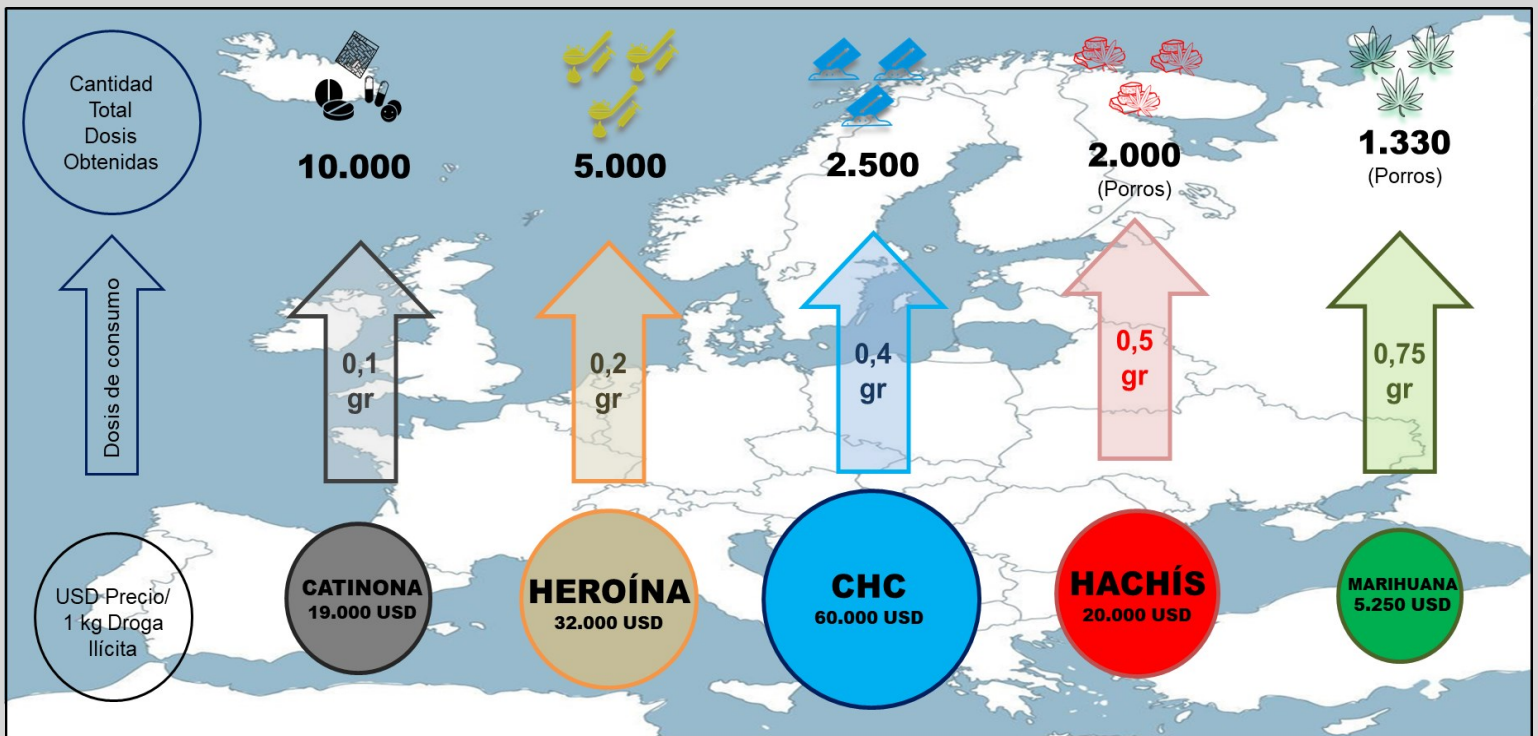 Cantidad
Total
Dosis
Obtenidas
10.000
5.000
2.500
2.000
(Porros)
1.330
(Porros)
Dosis de consumo
0,1
gr
0,2
gr
0,4
gr
0,5
gr
0,75
gr
USD Precio/
1 kg Droga
Ilícita
CATINONA
19.000 USD
HEROÍNA
32.000 USD
CHC
60.000 USD
HACHÍS
20.000 USD
MARIHUANA
5.250 USD